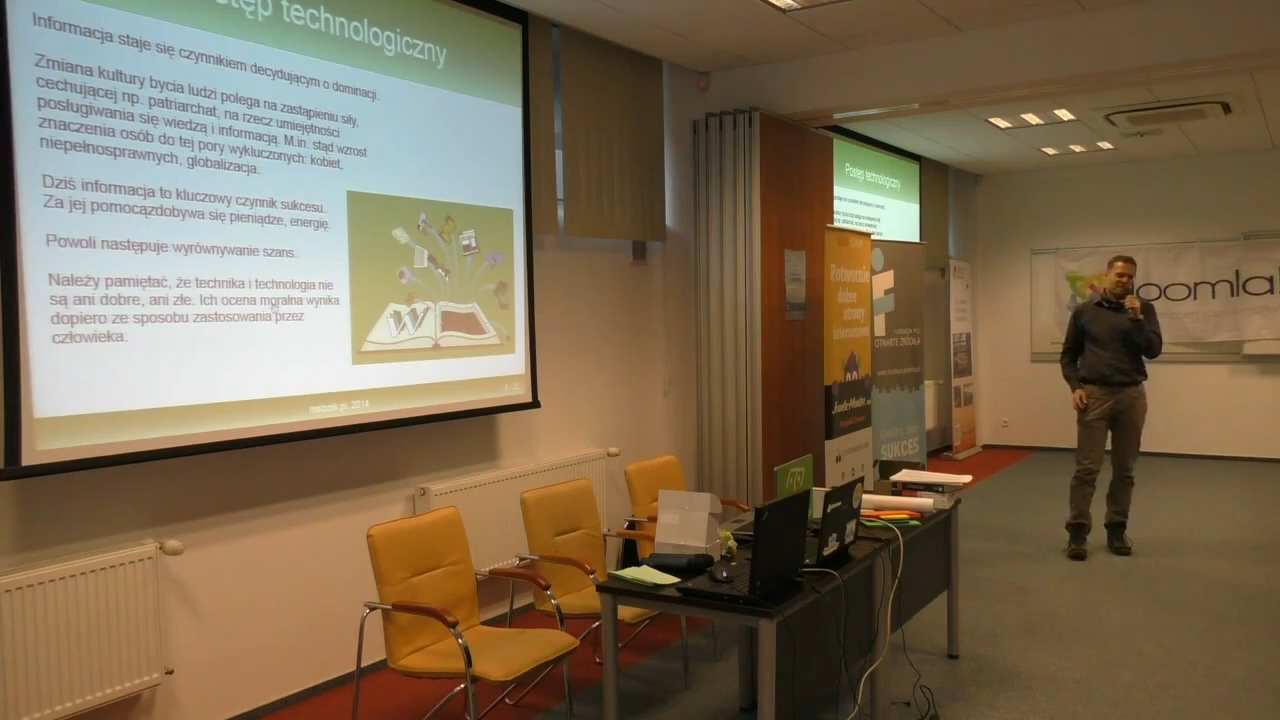 Postęp technologiczny
Informacja staje się czynnikiem decydującym o dominacji.
Zmiana kultury bycia ludzi polega na zastąpieniu siły,
cechującej np. patriarchat, na rzecz umiejętności
posługiwania się wiedzą i informacją. M.in. stąd wzrost
znaczenia osób do tej pory wykluczonych: kobiet,
niepełnosprawnych, globalizacja.
Dziś informacja to kluczowy czynnik sukcesu.
Za jej pomocązdobywa się pieniądze, energię.
Powoli następuje wyrównywanie szans.
Należy pamiętać, że technika i technologia nie
są ani dobre, ani złe. Ich ocena moralna wynika
dopiero ze sposobu zastosowania przez
człowieka.
W
2014
Postęp technologiczny
Potwornie
dobre
strony
internetowe
OTWARTE ŹRÓDŁA
SUKCES
Joomla